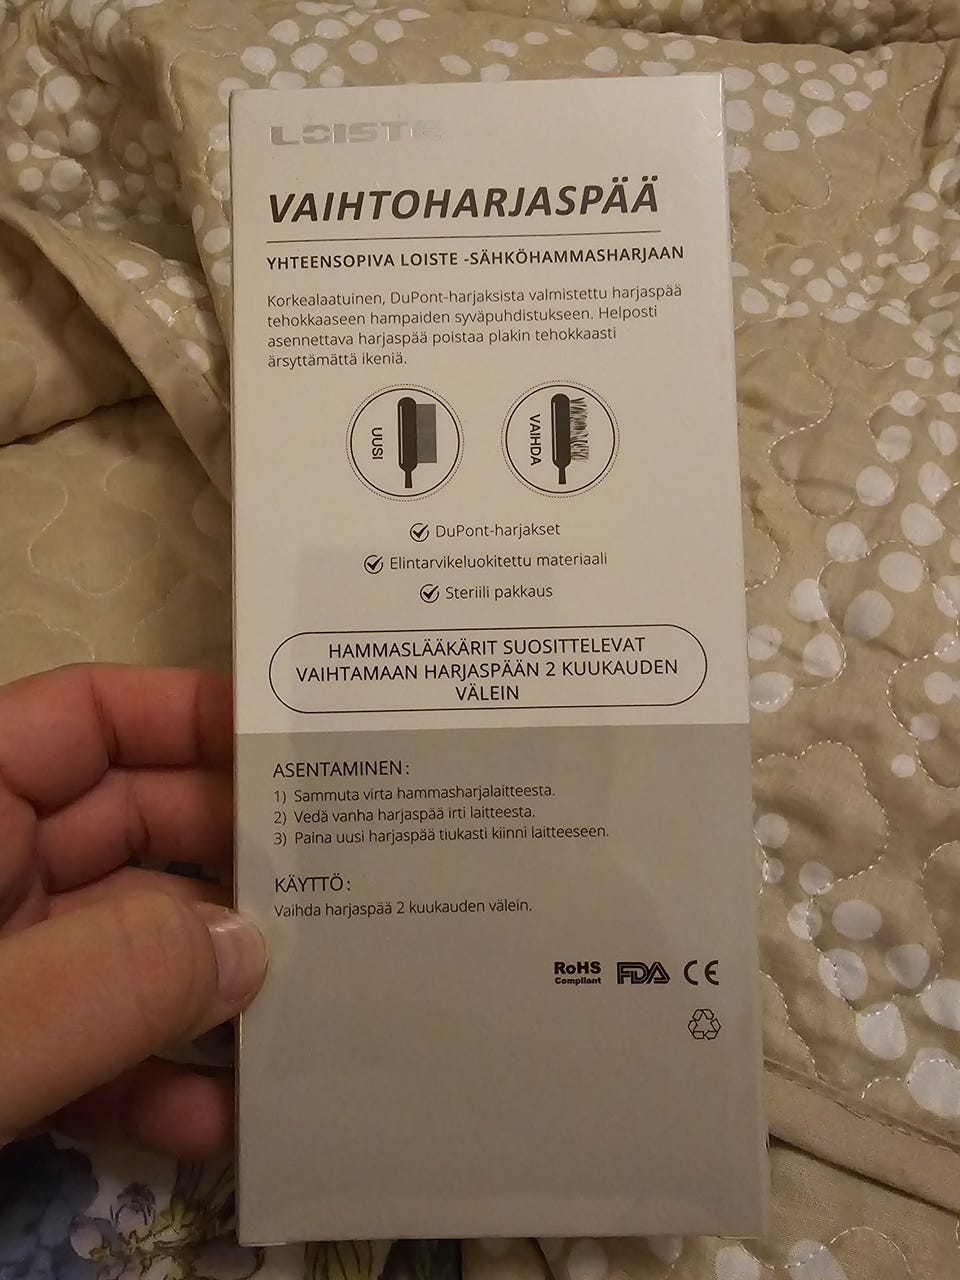 LOISTE
VAIHTOHARJASPÄÄ
YHTEENSOPIVA LOISTE -SÄHKÖHAMMASHARJAAN
Korkealaatuinen, DuPont-harjaksista valmistettu harjaspää
tehokkaaseen hampaiden syväpuhdistukseen. Helposti
asennettava harjaspää poistaa plakin tehokkaasti
ärsyttämättä ikeniä.
UUSI
VAIHDA
DuPont-harjakset
Elintarvikeluokitettu materiaali
Steriili pakkaus
HAMMASLÄÄKÄRIT SUOSITTELEVAT
VAIHTAMAAN HARJASPÄÄN 2 KUUKAUDEN
VÄLEIN
ASENTAMINEN:
1) Sammuta virta hammasharjalaitteesta.
2) Vedä vanha harjaspää irti laitteesta.
3) Paina uusi harjaspää tiukasti kiinni laitteeseen.
KÄYTTÖ:
Vaihda harjaspää 2 kuukauden välein.
RoHS FDA CE
Compliant